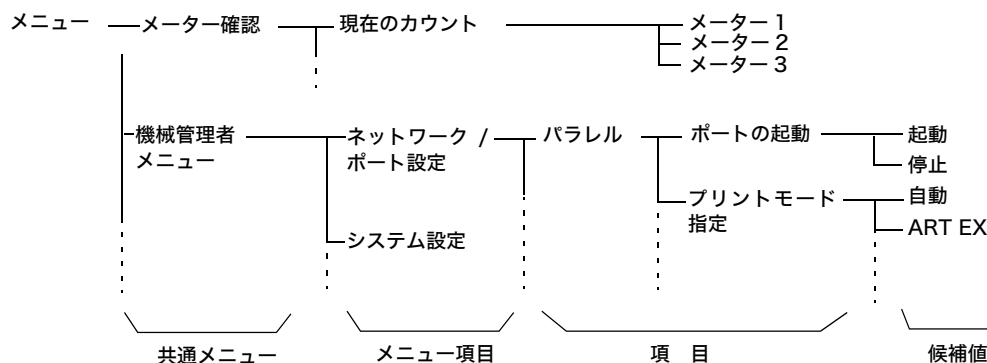 メニュー
メーター確認
現在のカウント
メーター1
メーター2
メーター3
機械管理者
メニュー
ネットワーク /
ポート設定
パラレル
ポートの起動
起動
停止
プリントモード
指定
自動
ART EX
システム設定
共通メニュー
メニュー項目
項 目
候補値